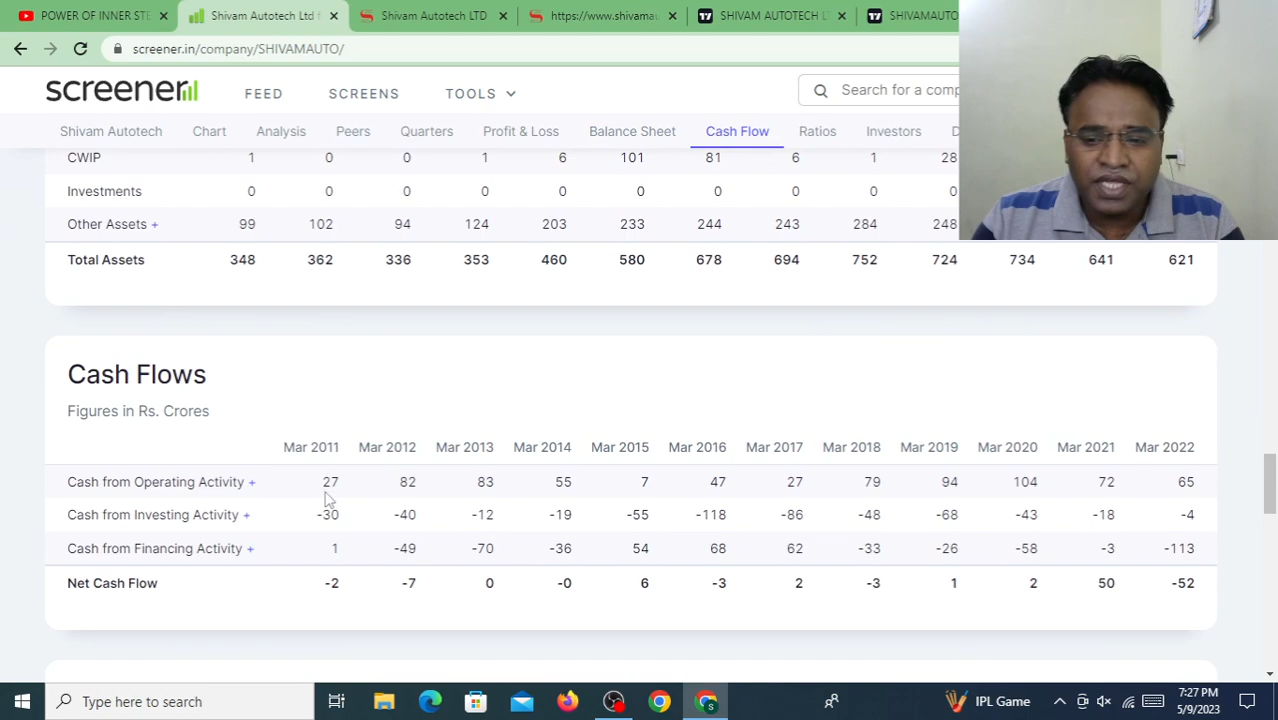 POWER OF INNER STE
Shivam Autotech Ltd f
Shivam Autotech LTD
https://www.shivamau
SHIVAM AUTOTECH LT
SHIVAMAUTO
screener.in/company/SHIVAMAUTO/
screener
FEED
SCREENS
TOOLS
Search for a comp
Shivam Autotech Chart Analysis Peers Quarters Profit & Loss Balance Sheet Cash Flow Ratios Investors D
CWIP 1 0 0 1 6 101 81 6 1 28
Investments 0 0 0 0 0 0 0 0 0 0
Other Assets + 99 102 94 124 203 233 244 243 284 248
Total Assets 348 362 336 353 460 580 678 694 752 724 734 641 621
Cash Flows
Figures in Rs. Crores
Mar 2011 Mar 2012 Mar 2013 Mar 2014 Mar 2015 Mar 2016 Mar 2017 Mar 2018 Mar 2019 Mar 2020 Mar 2021 Mar 2022
Cash from Operating Activity + 27 82 83 55 7 47 27 79 94 104 72 65
Cash from Investing Activity + -30 -40 -12 -19 -55 -118 -86 -48 -68 -43 -18 -4
Cash from Financing Activity + 1 -49 -70 -36 54 68 62 -33 -26 -58 -3 -113
Net Cash Flow -2 -7 0 -0 6 -3 2 -3 1 2 50 -52
Type here to search
IPL Game
7:27 PM
5/9/2023